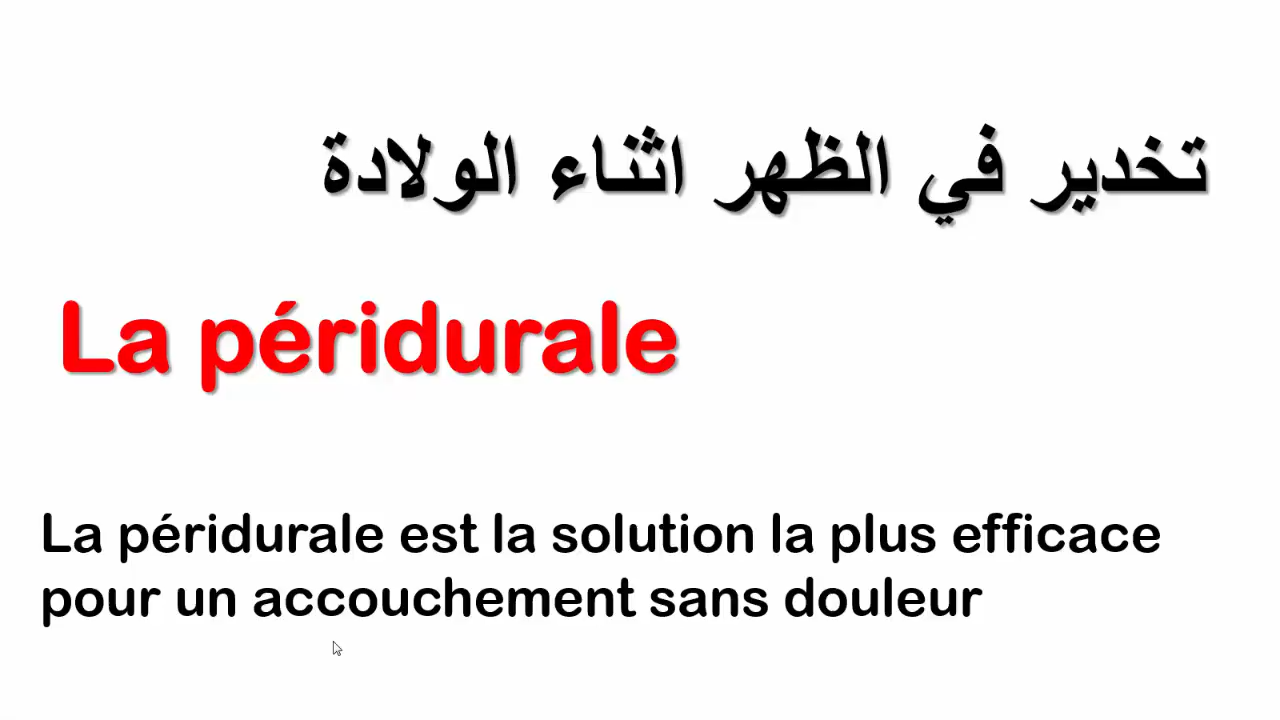 تخدير في الظهر اثناء الولادة
La péridurale
La péridurale est la solution la plus efficace
pour un accouchement sans douleur